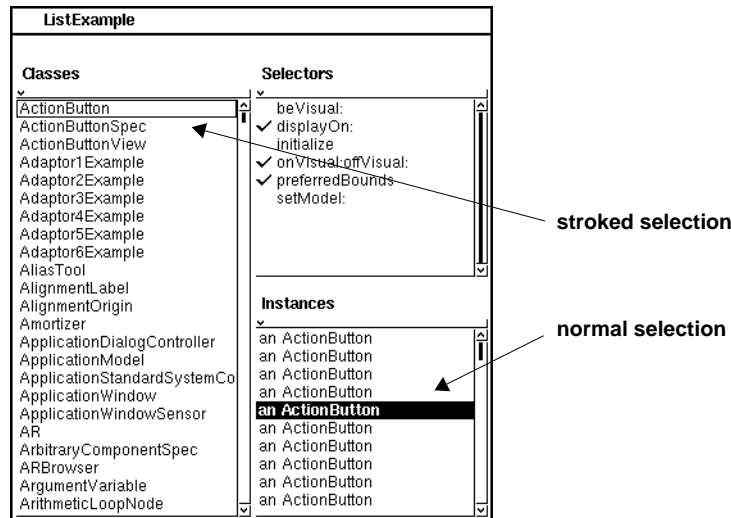 ListExample
Classes
ActionButton
ActionButtonSpec
ActionButtonView
Adaptor1Example
Adaptor2Example
Adaptor3Example
Adaptor4Example
Adaptor5Example
Adaptor6Example
AliasTool
AlignmentLabel
AlignmentOrigin
Amortizer
ApplicationDialogController
ApplicationModel
ApplicationStandardSystemCo
ApplicationWindow
ApplicationWindowSensor
AR
ArbitraryComponentSpec
ARBrowser
ArgumentVariable
ArithmeticLoopNode
Selectors
beVisual:
displayOn:
initialize
onVisual:offVisual:
preferredBounds
setModel:
Instances
an ActionButton
an ActionButton
an ActionButton
an ActionButton
an ActionButton
an ActionButton
an ActionButton
an ActionButton
an ActionButton
an ActionButton
stroked selection
normal selection